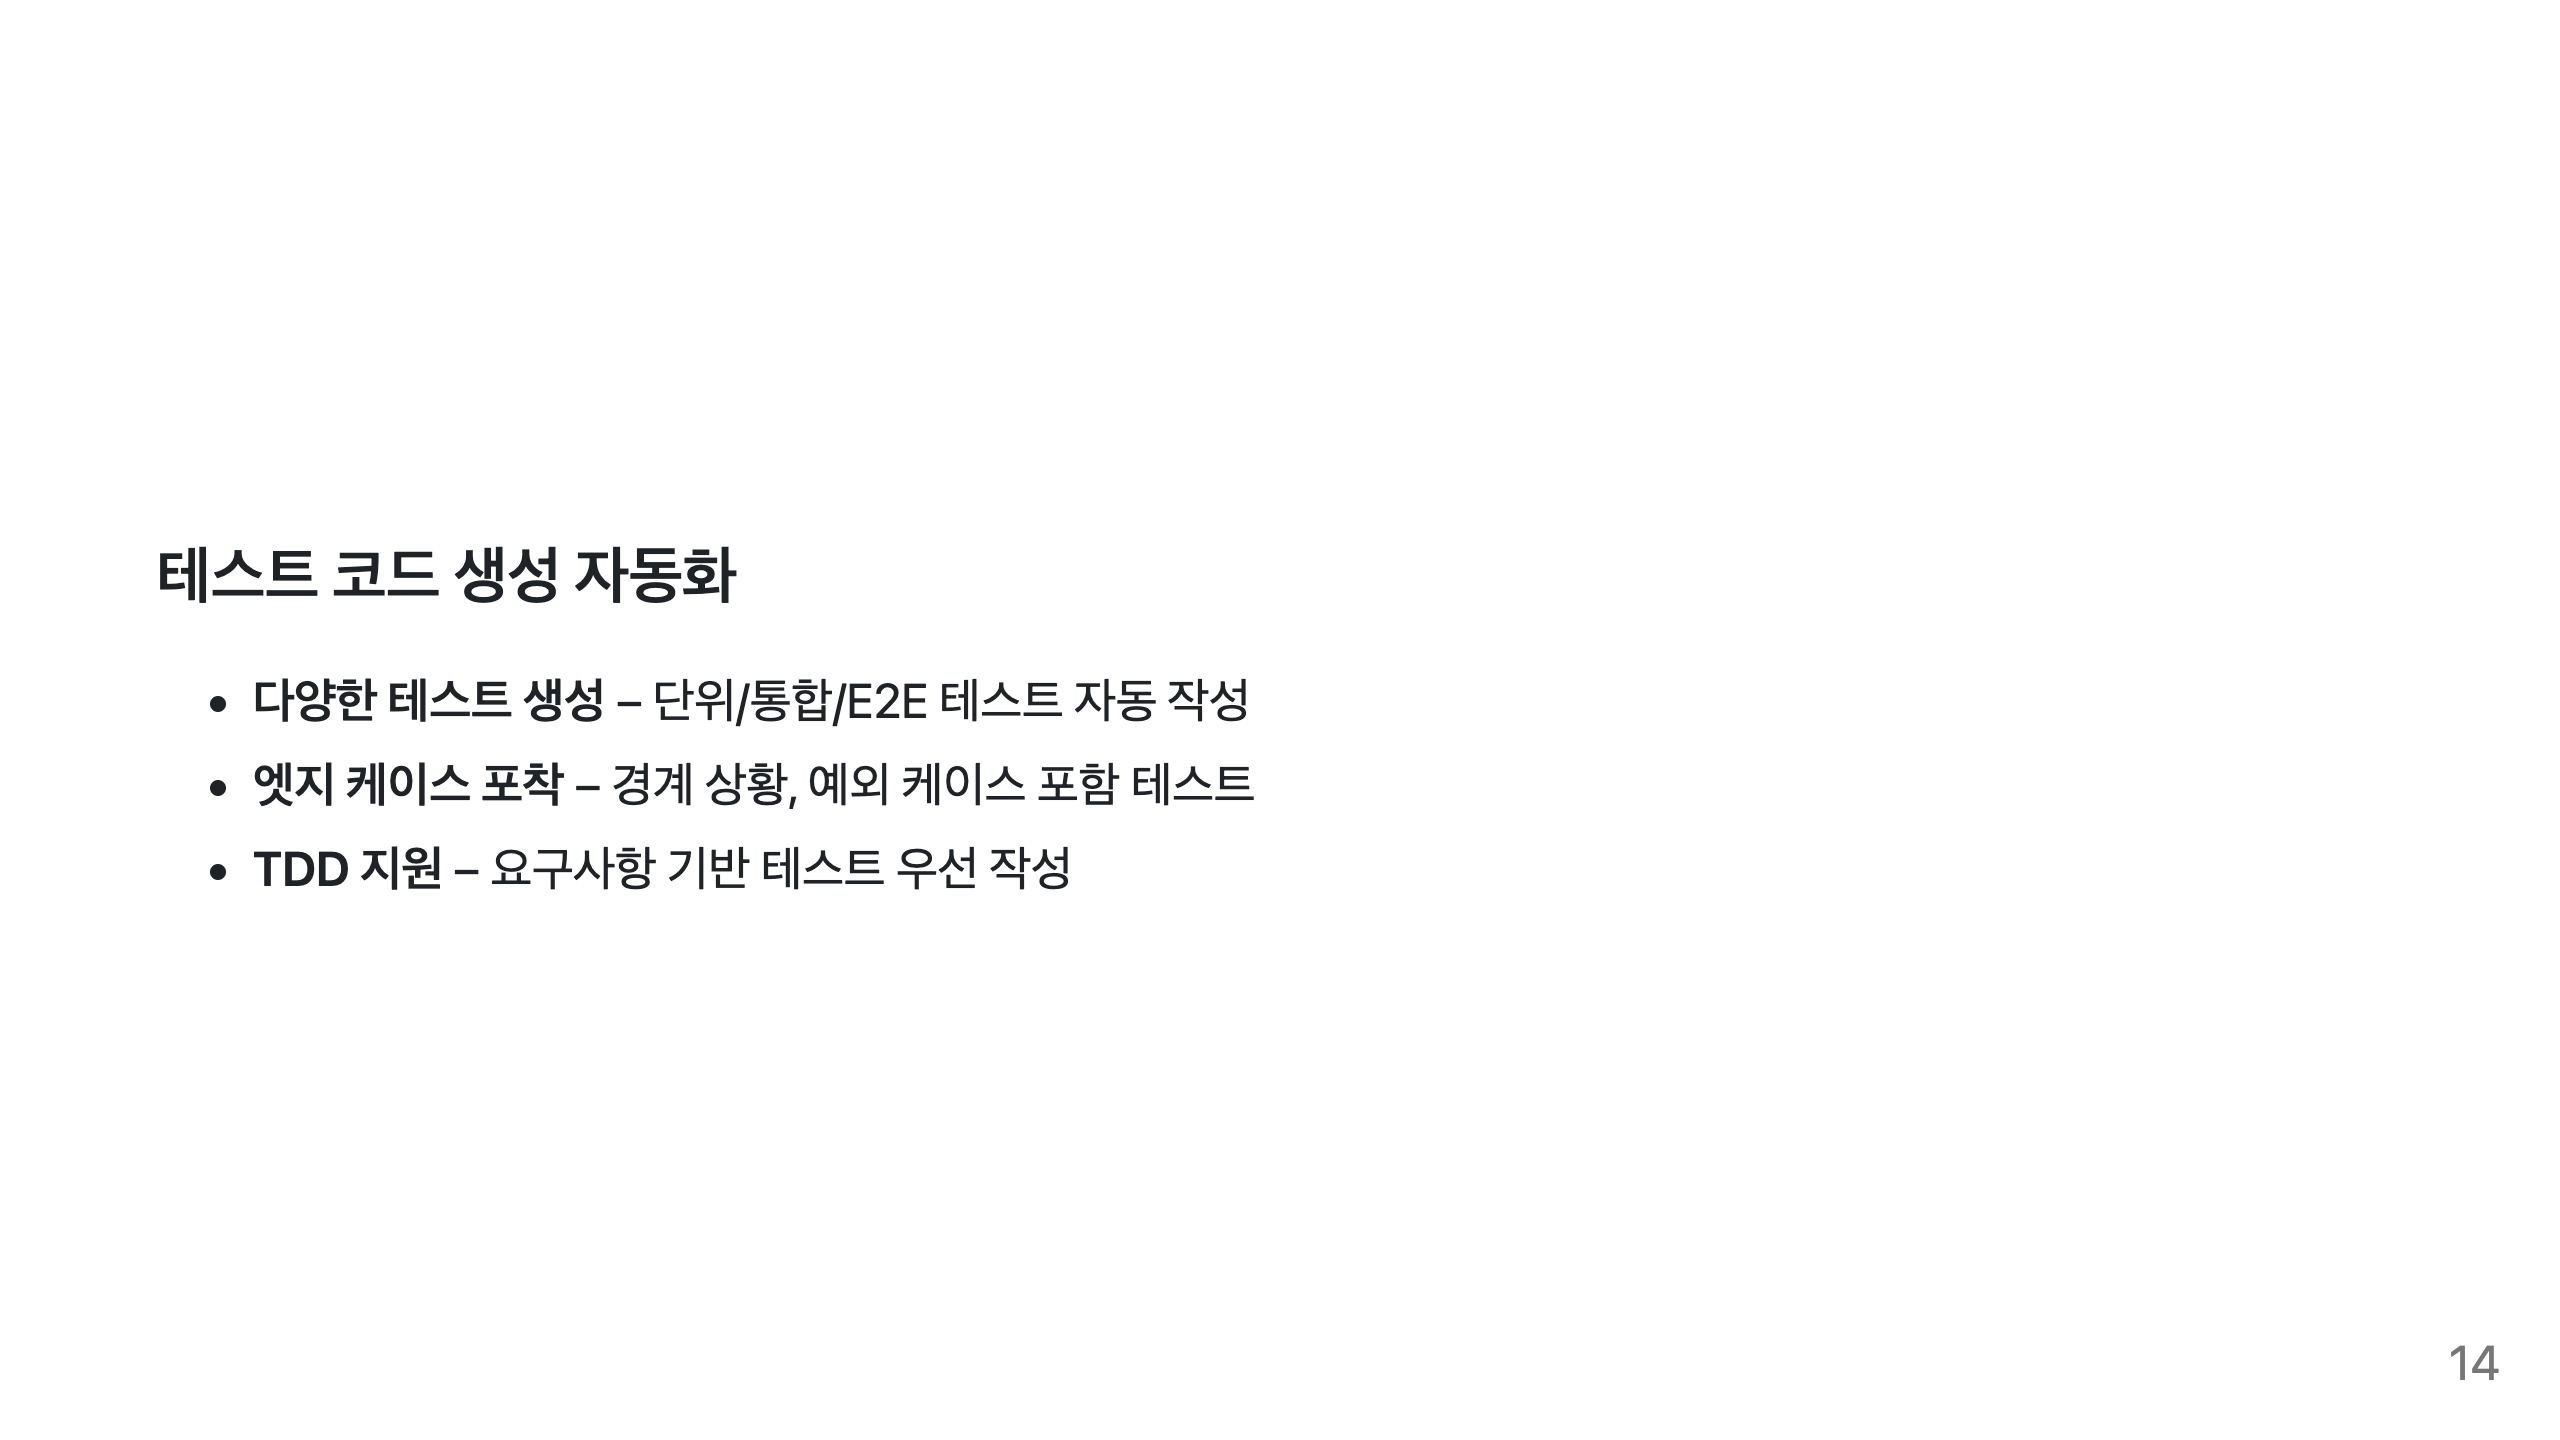 테스트 코드 생성 자동화
• 다양한 테스트 생성 – 단위/통합/E2E 테스트 자동 작성
• 엣지 케이스 포착 – 경계 상황, 예외 케이스 포함 테스트
• TDD 지원 – 요구사항 기반 테스트 우선 작성
14